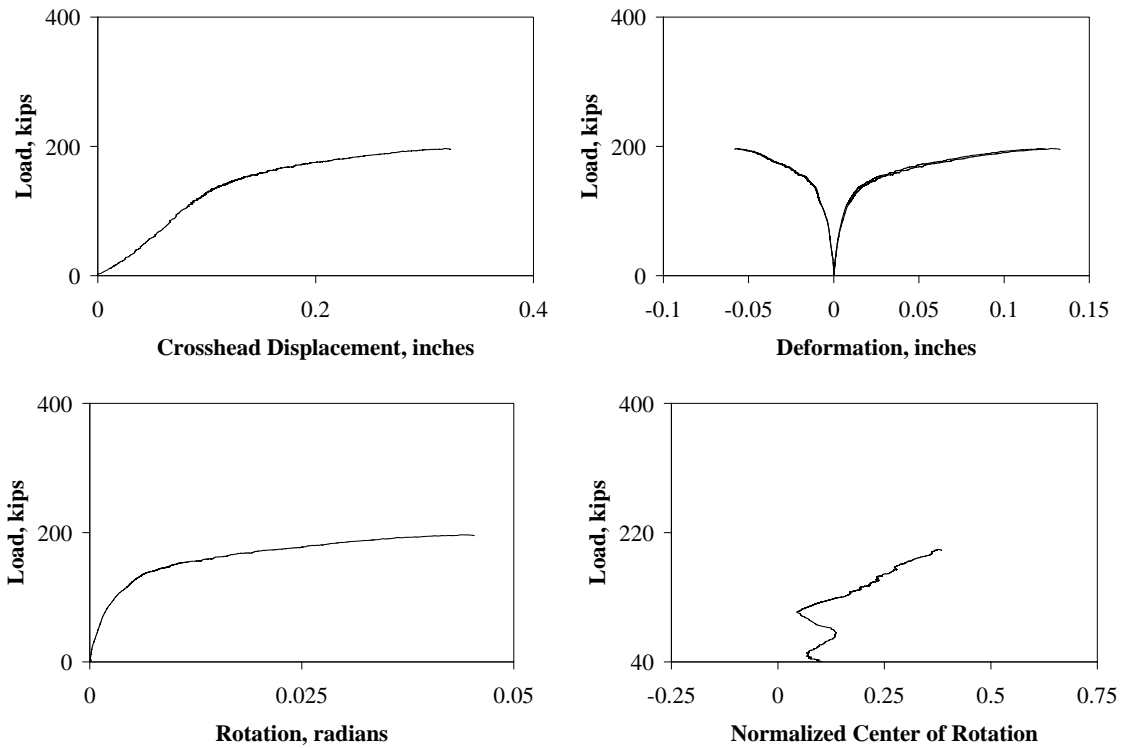 400
200
0
Load, kips
0 0.2 0.4
Crosshead Displacement, inches
400
200
0
Load, kips
-0.1 -0.05 0 0.05 0.1 0.15
Deformation, inches
400
200
0
Load, kips
0 0.025 0.05
Rotation, radians
400
220
40
Load, kips
-0.25 0 0.25 0.5 0.75
Normalized Center of Rotation